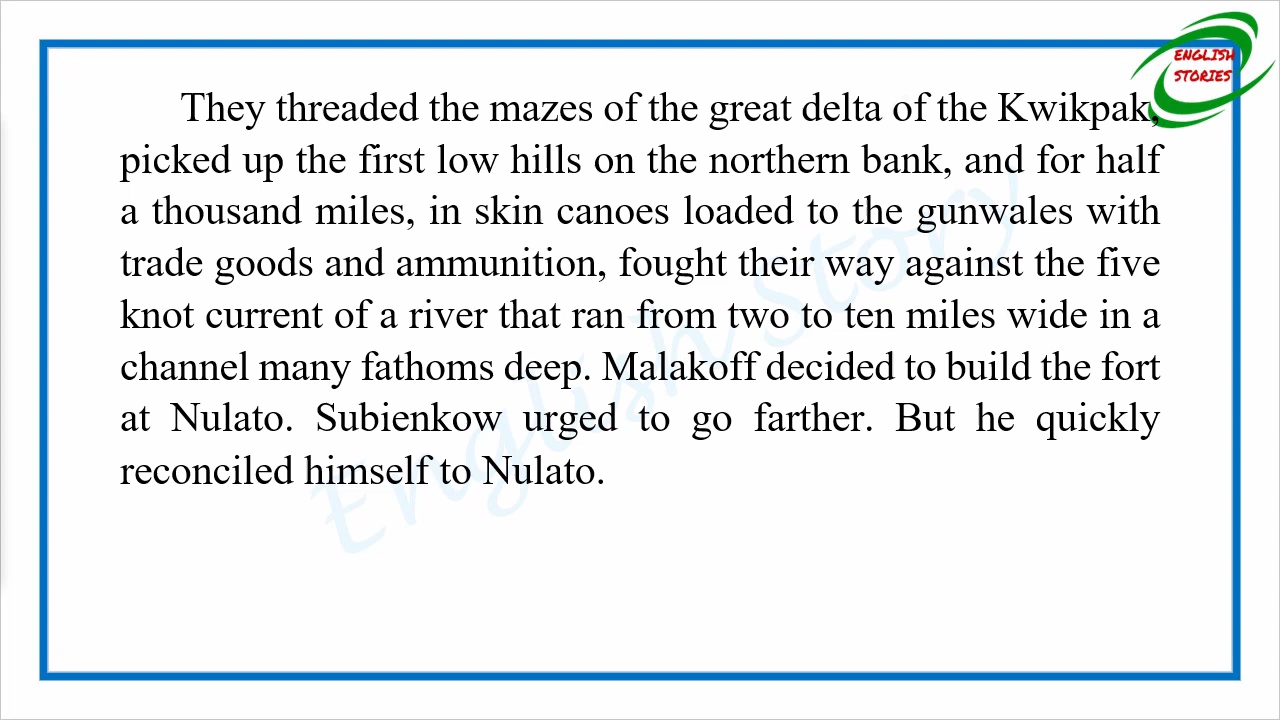 ENGLISH
STORIES
They threaded the mazes of the great delta of the Kwikpak,
picked up the first low hills on the northern bank, and for half
a thousand miles, in skin canoes loaded to the gunwales with
trade goods and ammunition, fought their way against the five
knot current of a river that ran from two to ten miles wide in a
channel many fathoms deep. Malakoff decided to build the fort
at Nulato. Subienkow urged to go farther. But he quickly
reconciled himself to Nulato.
English Story